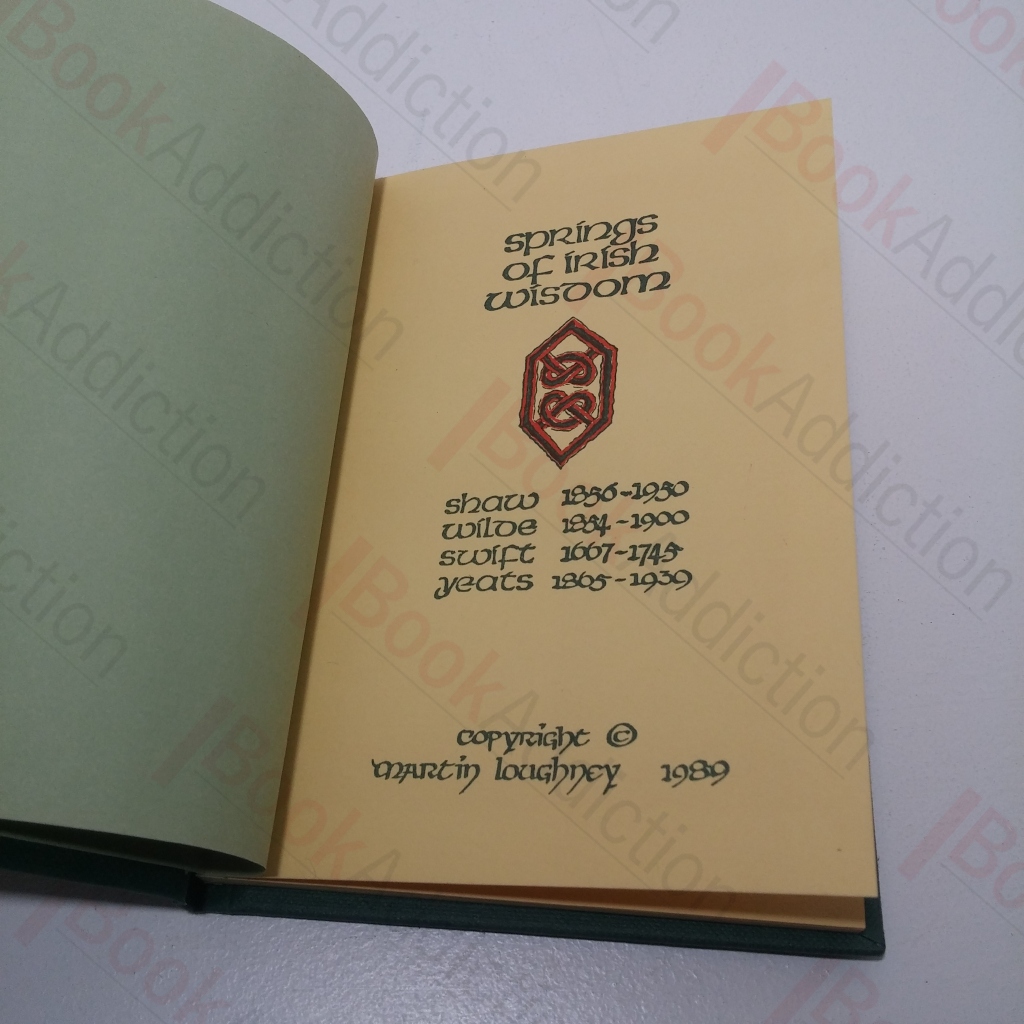 springs
of irish
wisdom
shaw 1856-1950
wilde 1854-1900
swift 1667-1745
yeats 1865-1939
copyright ©
martin loughney 1989
BookAddiction